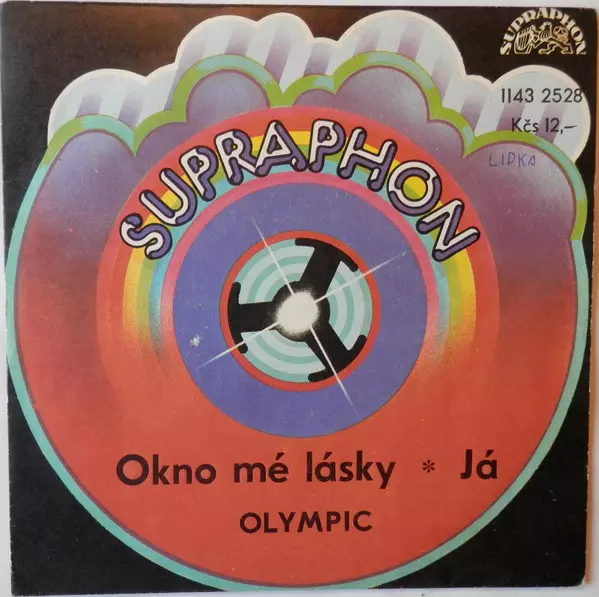 SUPRAPHON
1143 2528
Kčs 12,–
LIPKA
SUPRAPHON
Okno mé lásky * Já
OLYMPIC